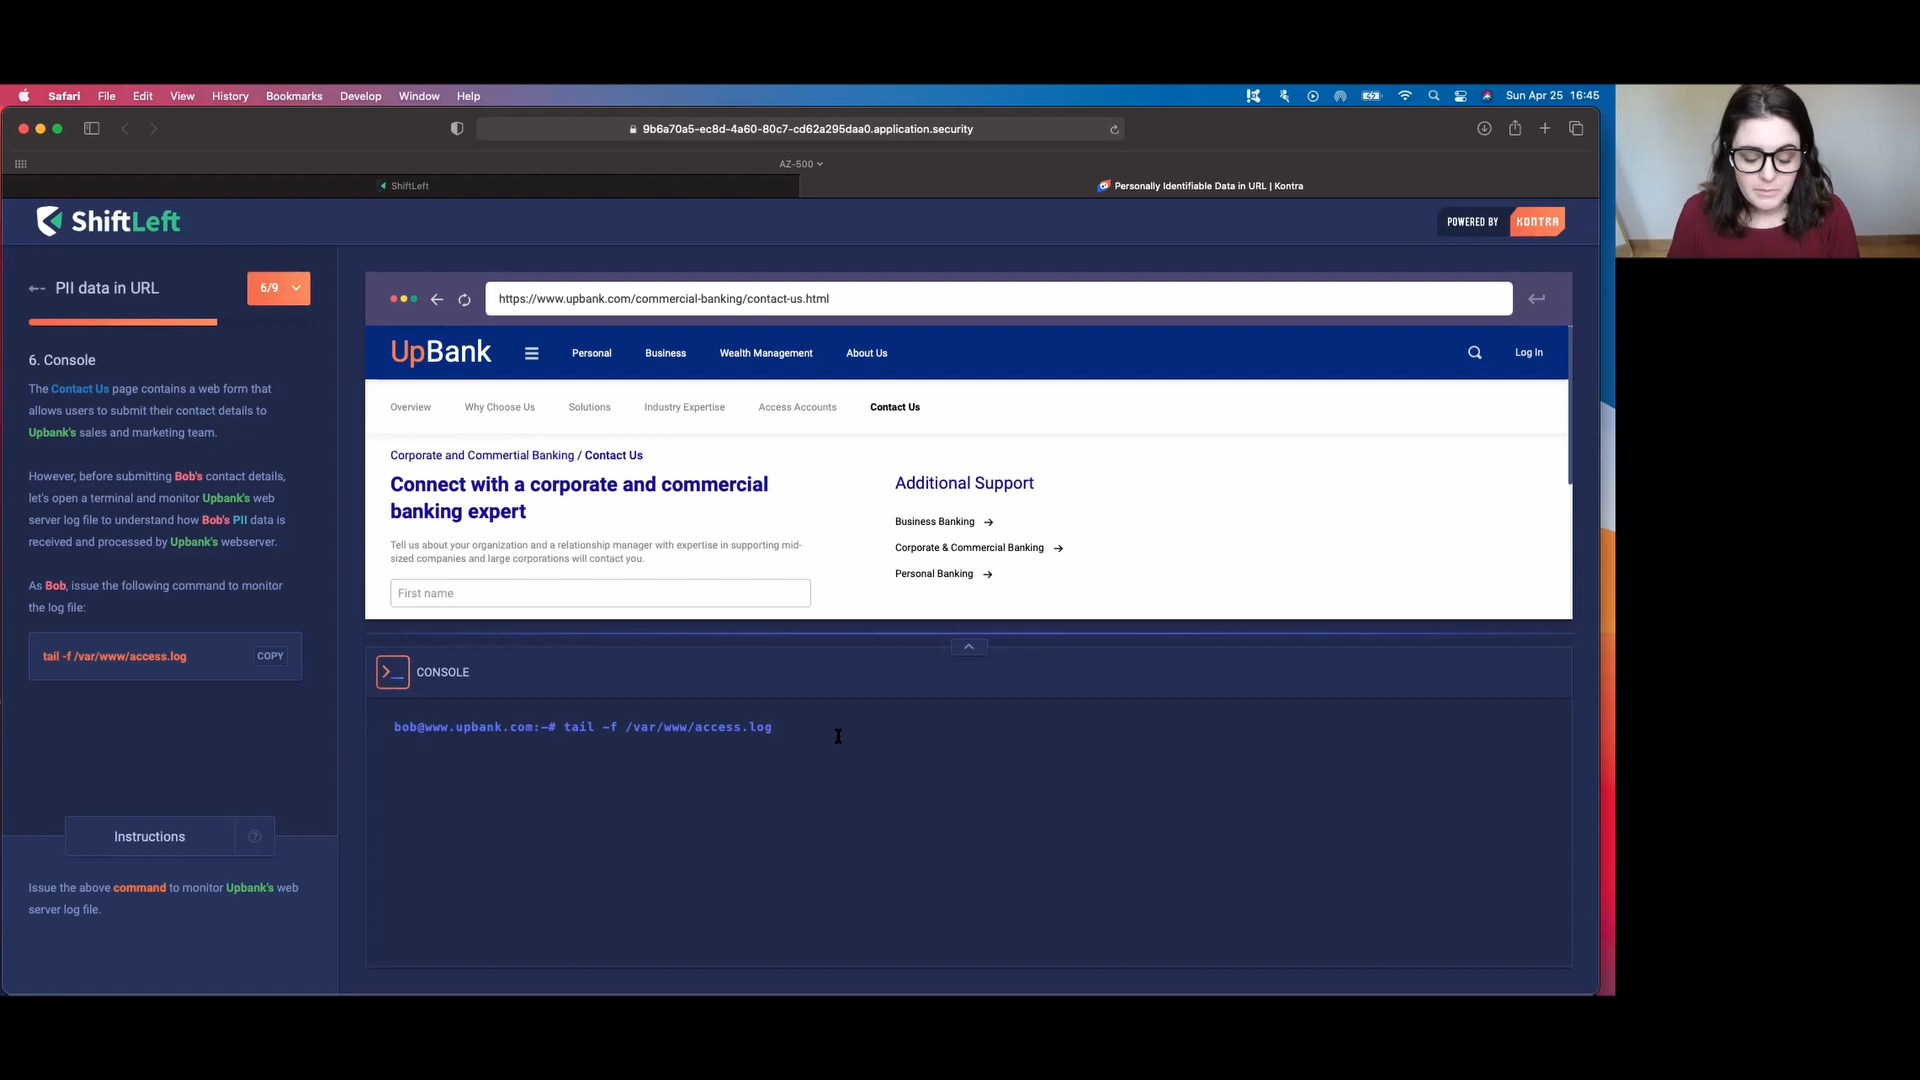 Safari File Edit View History Bookmarks Develop Window Help Sun Apr 25 16:45
9b6a70a5-ec8d-4a60-80c7-cd62a295daa0.application.security
AZ-500
ShiftLeft
Personally Identifiable Data in URL | Kontra
ShiftLeft
POWERED BY KONTRA
PII data in URL
6/9
6. Console
The Contact Us page contains a web form that
allows users to submit their contact details to
Upbank's sales and marketing team.
However, before submitting Bob's contact details,
let's open a terminal and monitor Upbank's web
server log file to understand how Bob's PII data is
received and processed by Upbank's webserver.
As Bob, issue the following command to monitor
the log file:
tail -f /var/www/access.log COPY
Instructions ?
Issue the above command to monitor Upbank's web
server log file.
https://www.upbank.com/commercial-banking/contact-us.html
UpBank
Personal Business Wealth Management About Us Log In
Overview Why Choose Us Solutions Industry Expertise Access Accounts Contact Us
Corporate and Commertial Banking / Contact Us
Connect with a corporate and commercial
banking expert
Tell us about your organization and a relationship manager with expertise in supporting mid-
sized companies and large corporations will contact you.
First name
Additional Support
Business Banking
Corporate & Commercial Banking
Personal Banking
CONSOLE
bob@www.upbank.com:~# tail -f /var/www/access.log